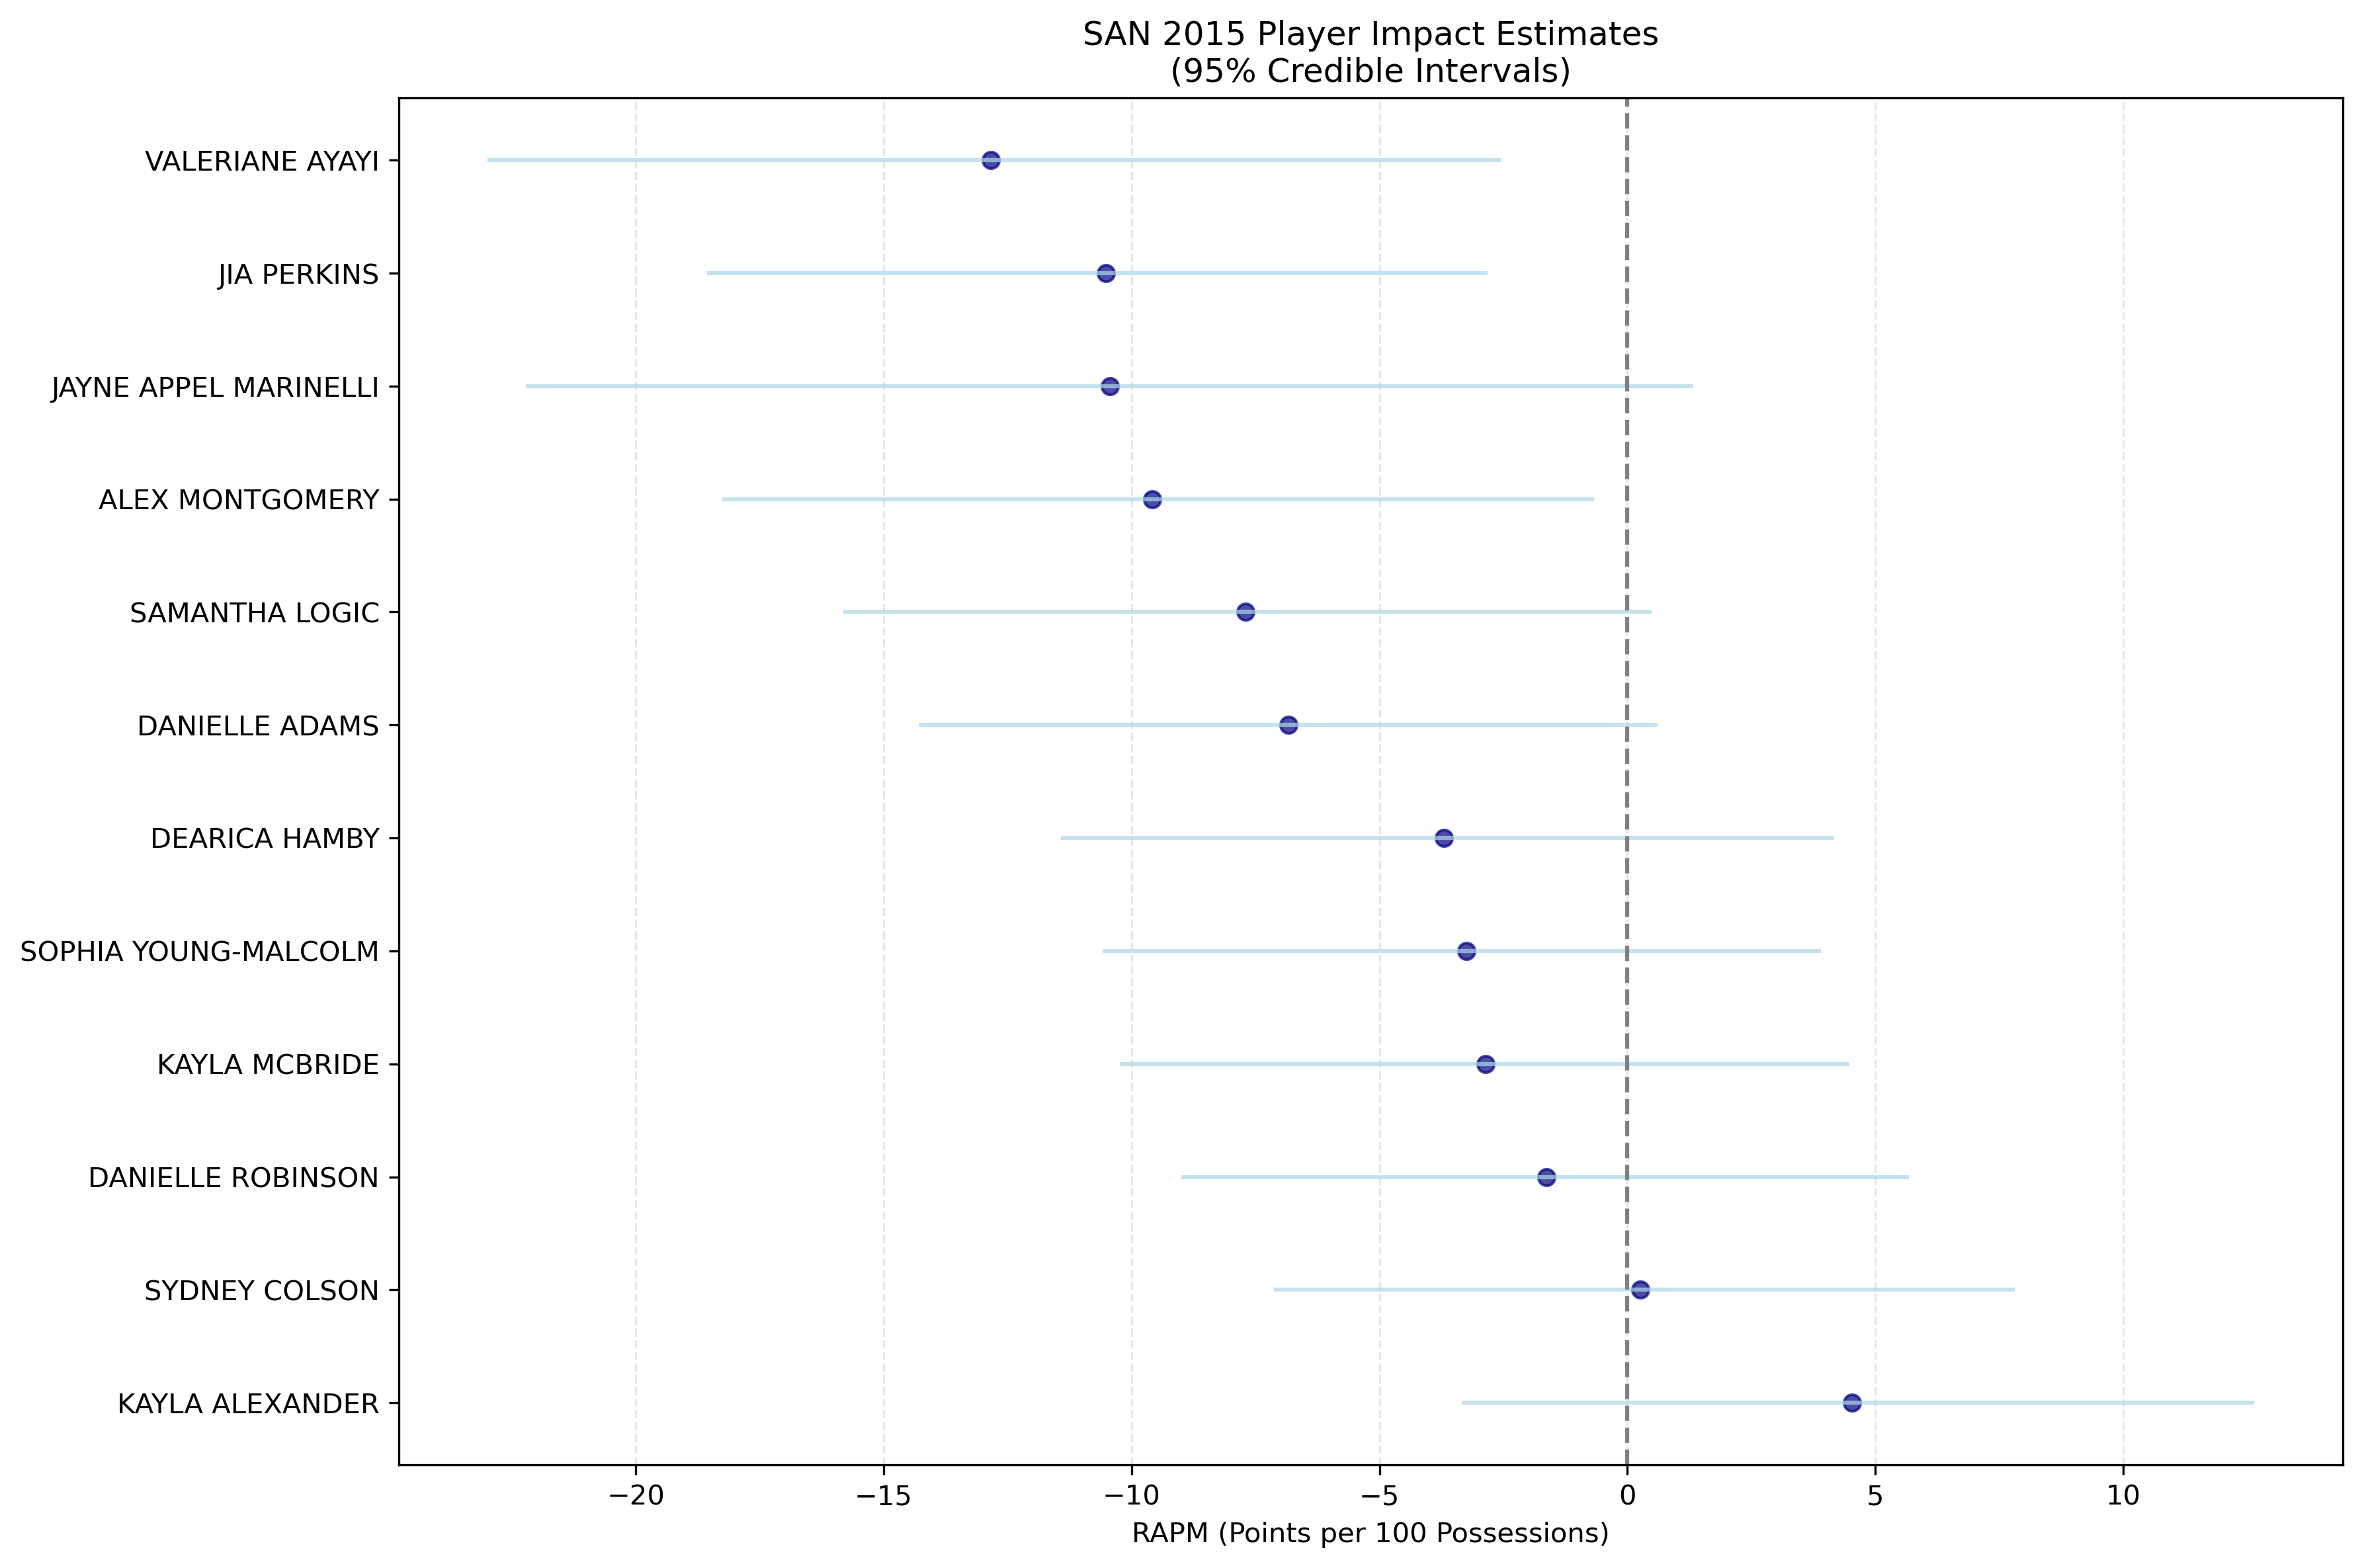 SAN 2015 Player Impact Estimates
(95% Credible Intervals)
VALERIANE AYAYI
JIA PERKINS
JAYNE APPEL MARINELLI
ALEX MONTGOMERY
SAMANTHA LOGIC
DANIELLE ADAMS
DEARICA HAMBY
SOPHIA YOUNG-MALCOLM
KAYLA MCBRIDE
DANIELLE ROBINSON
SYDNEY COLSON
KAYLA ALEXANDER
−20 −15 −10 −5 0 5 10
RAPM (Points per 100 Possessions)